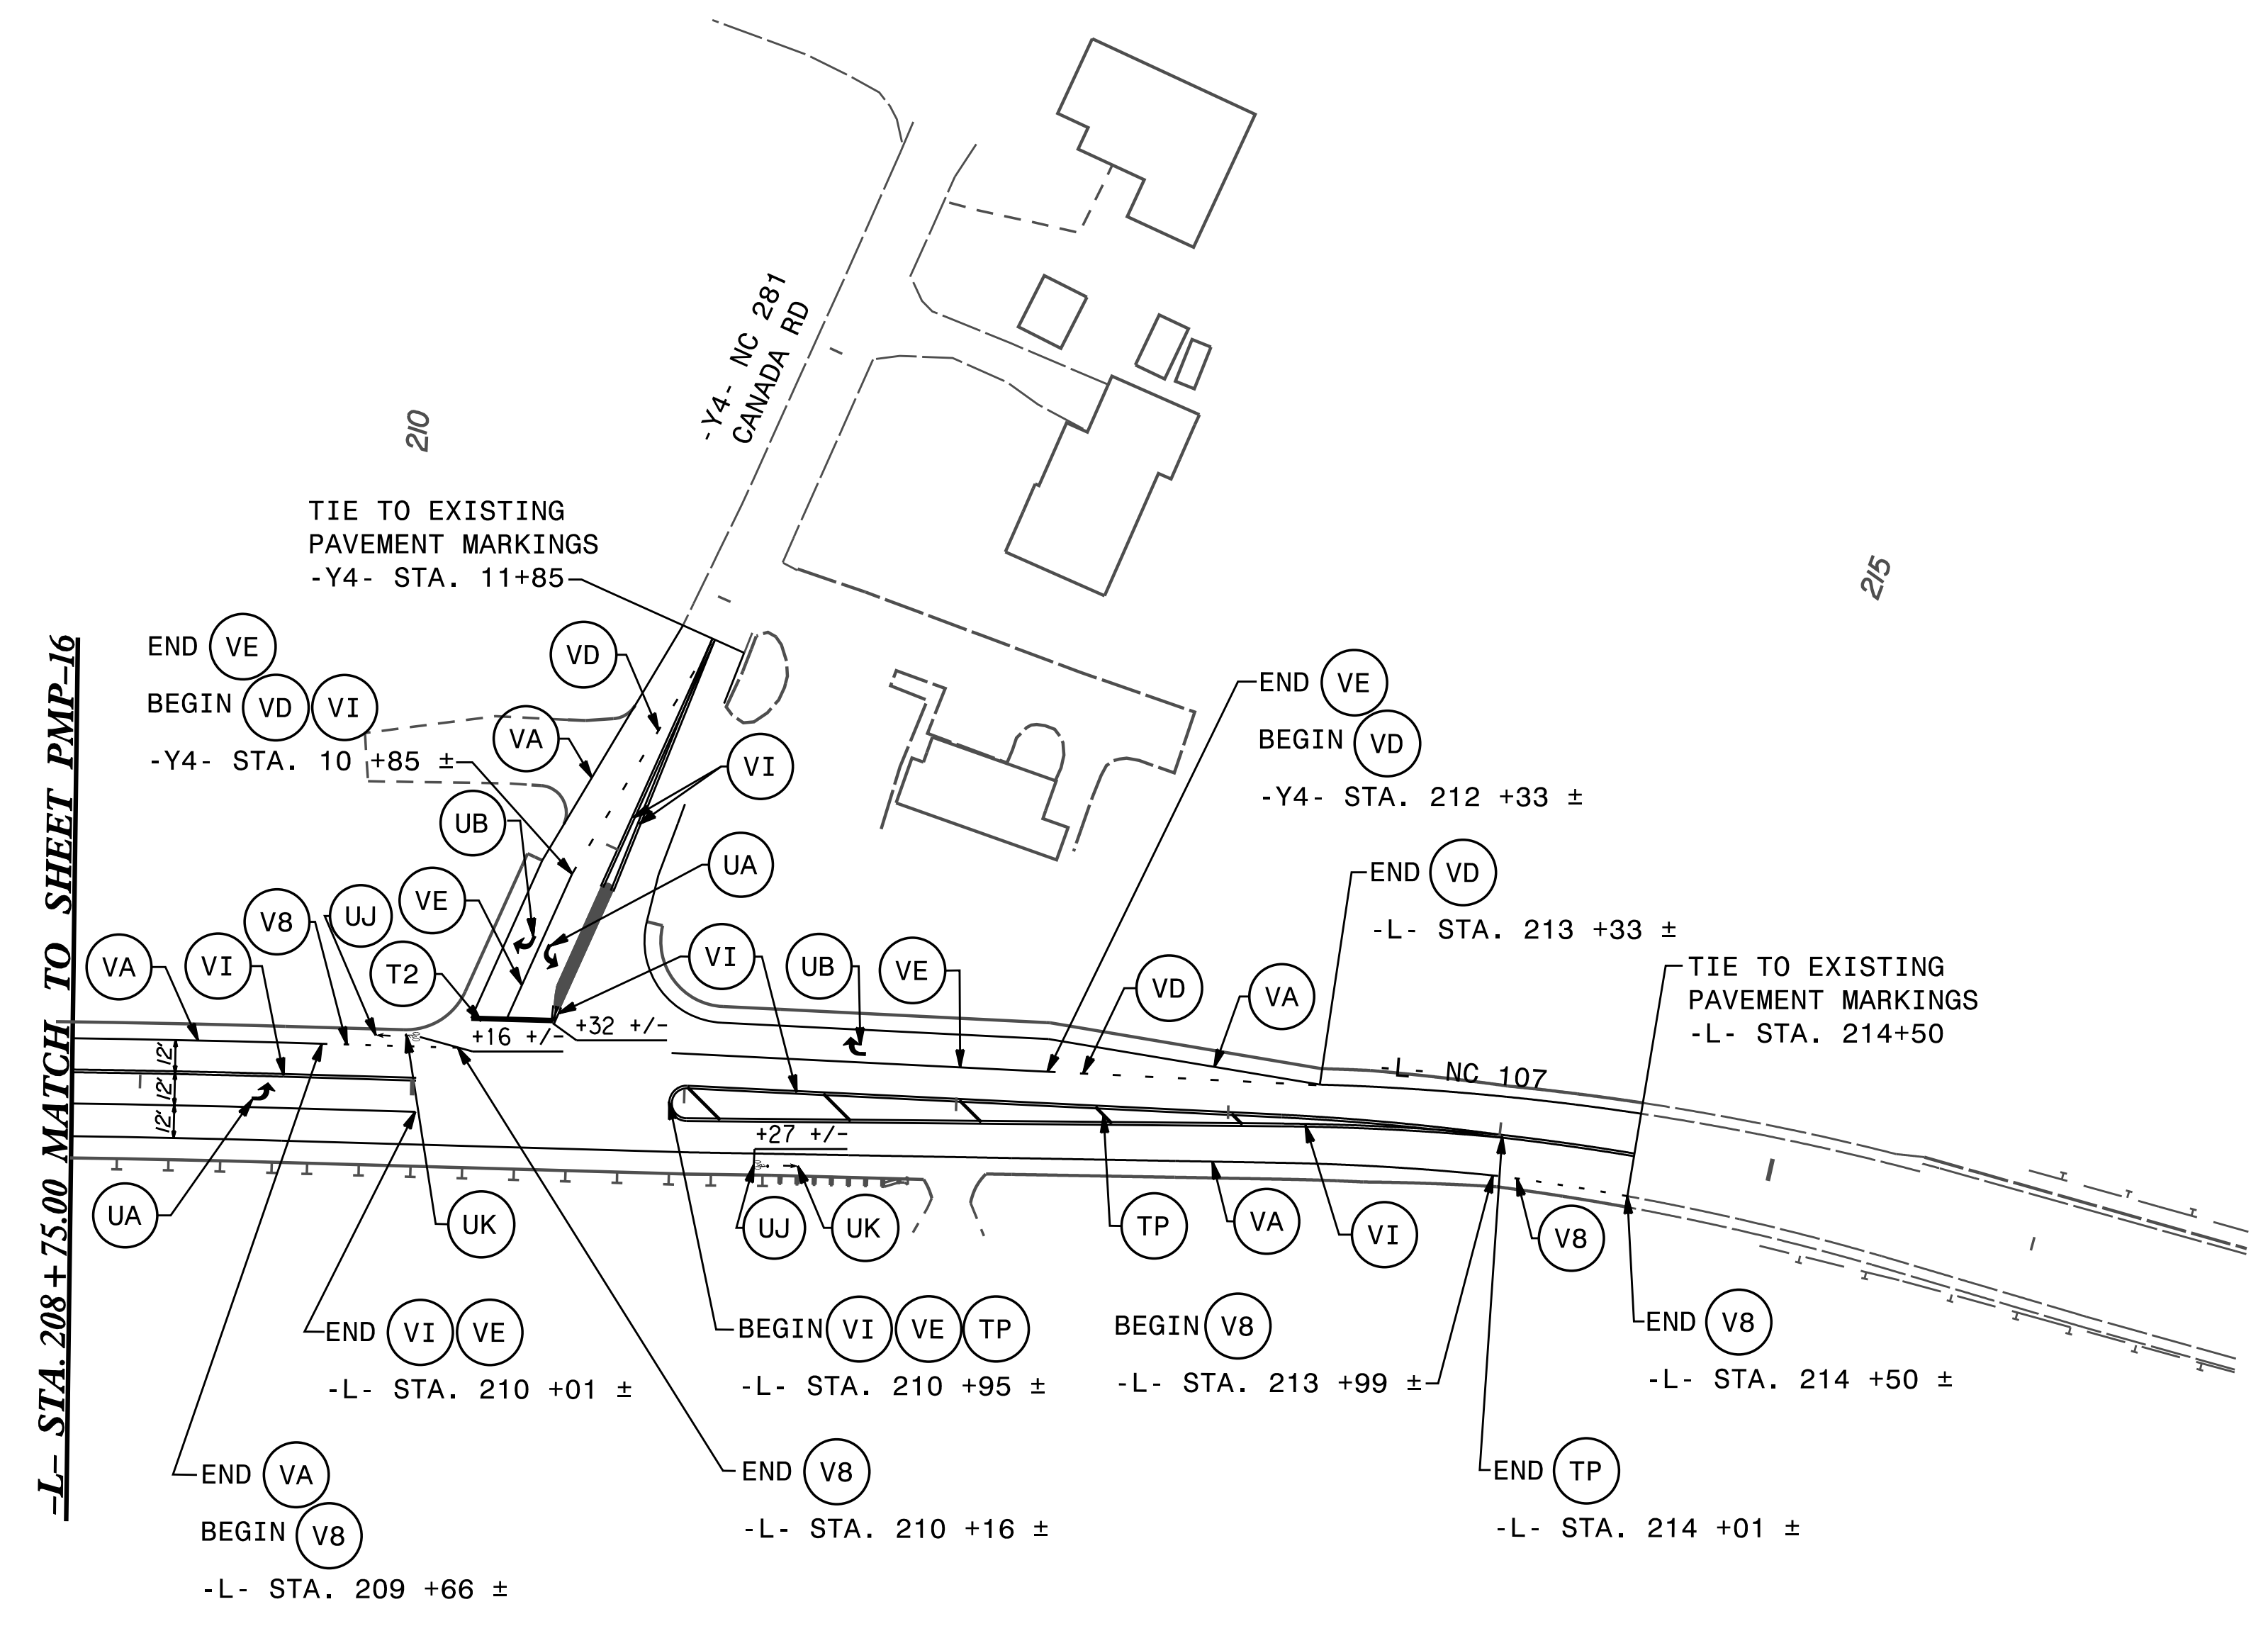 -Y4- NC 281
CANADA RD
210
215
TIE TO EXISTING
PAVEMENT MARKINGS
-Y4- STA. 11+85
END VE
BEGIN VD VI
-Y4- STA. 10 +85 ±
VD
VA
VI
UB
UA
VE
V8
UJ
T2
VA
VI
VI
UB
VE
VD
VA
END VE
BEGIN VD
-Y4- STA. 212 +33 ±
END VD
-L- STA. 213 +33 ±
TIE TO EXISTING
PAVEMENT MARKINGS
-L- STA. 214+50
-L- NC 107
+16 +/-
+32 +/-
+27 +/-
12'
12'
12'
-L- STA. 208+75.00 MATCH TO SHEET PMP-16
UA
UK
UJ
UK
TP
VA
VI
V8
END VI VE
-L- STA. 210 +01 ±
BEGIN VI VE TP
-L- STA. 210 +95 ±
BEGIN V8
-L- STA. 213 +99 ±
END V8
-L- STA. 214 +50 ±
END VA
BEGIN V8
-L- STA. 209 +66 ±
END V8
-L- STA. 210 +16 ±
END TP
-L- STA. 214 +01 ±